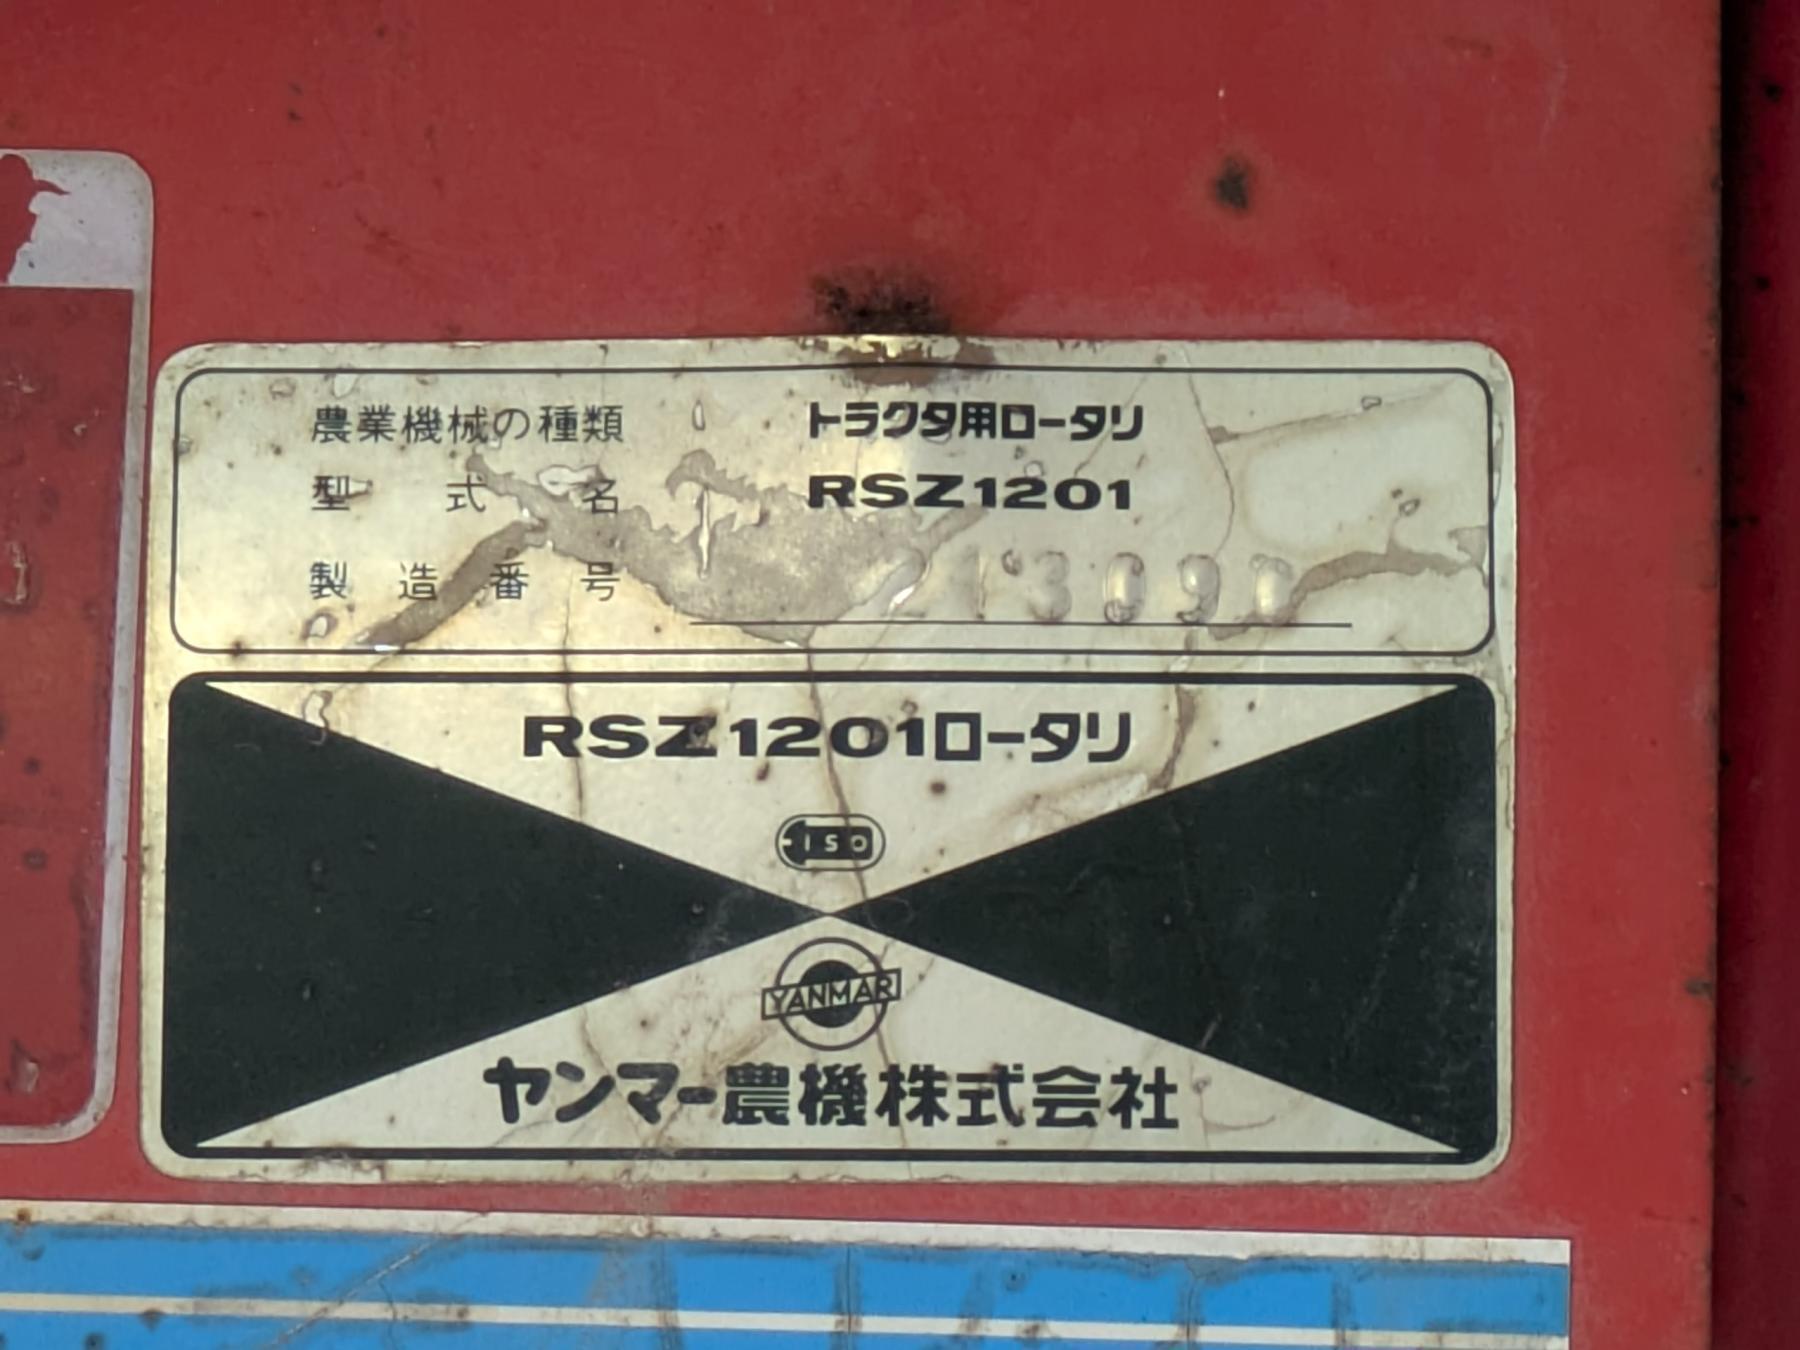 農業機械の種類 トラクタ用ロータリ
型式名 RSZ1201
製造番号
RSZ1201ロータリ
ISO
YANMAR
ヤンマー農機株式会社